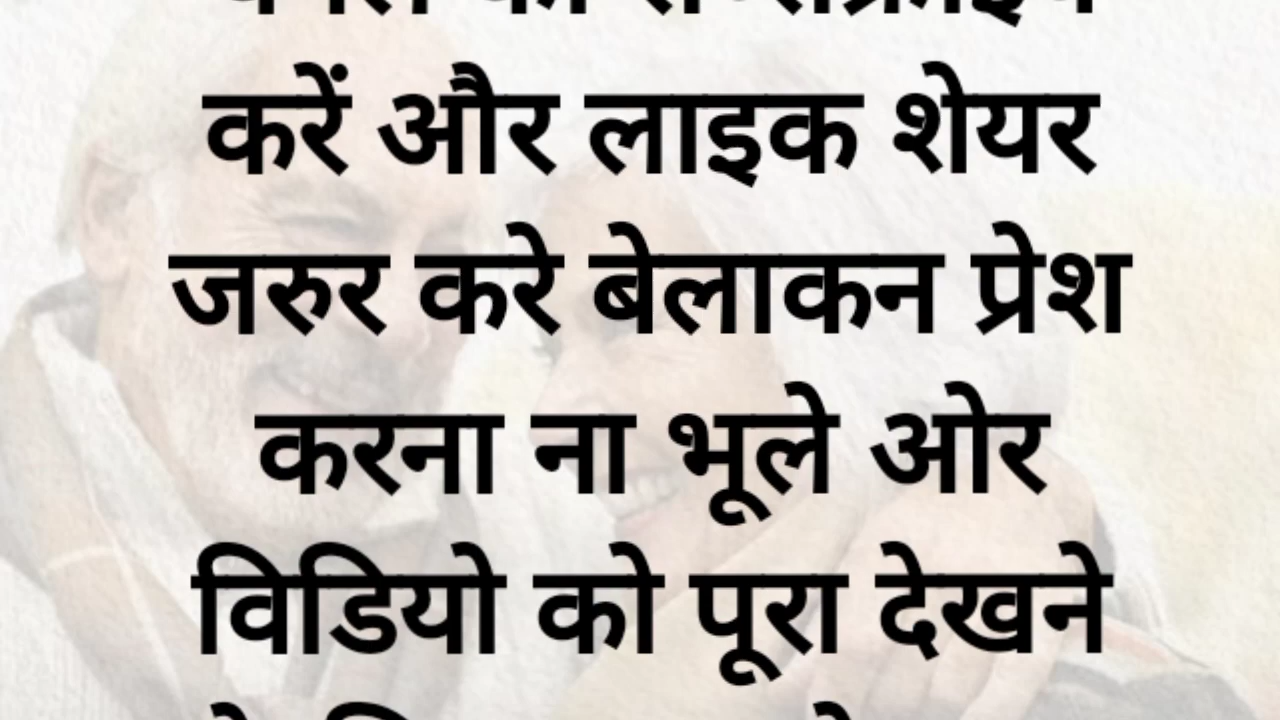 करें और लाइक शेयर
जरुर करे बेलाकन प्रेश
करना ना भूले ओर
विडियो को पूरा देखने